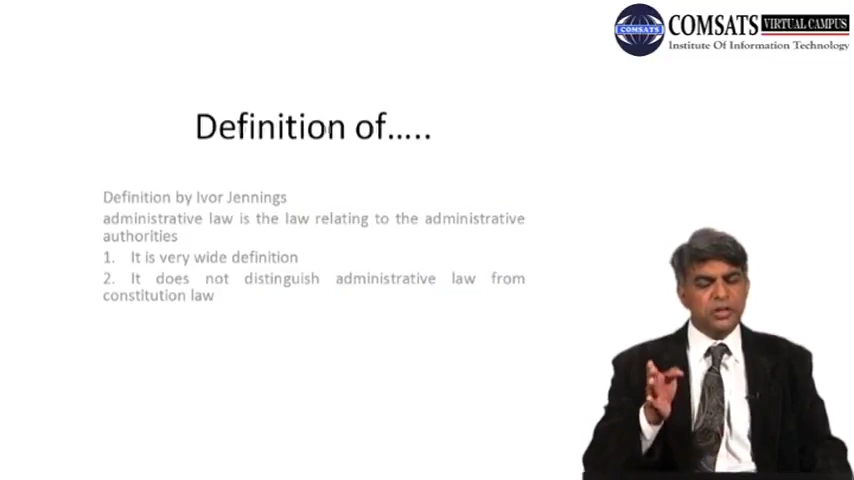 COMSATS VIRTUAL CAMPUS
Institute Of Information Technology
COMSATS
Definition of.....
Definition by Ivor Jennings
administrative law is the law relating to the administrative
authorities
1. It is very wide definition
2. It does not distinguish administrative law from
constitution law